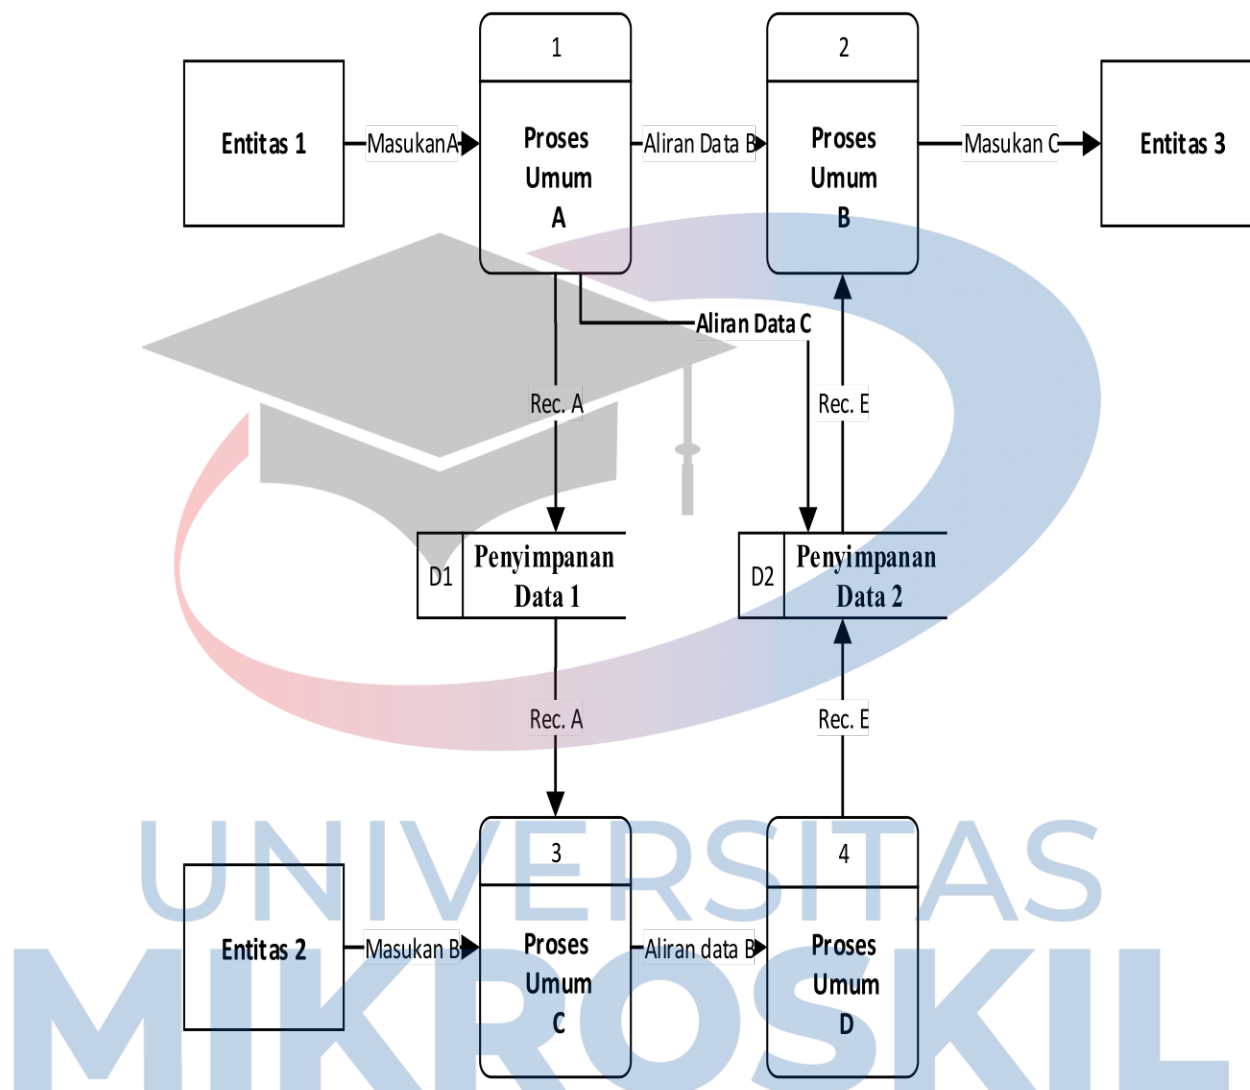 1
2
Entitas 1
Masukan A
Proses
Umum
A
Aliran Data B
Proses
Umum
B
Masukan C
Entitas 3
Aliran Data C
Rec. A
Rec. E
D1
Penyimpanan
Data 1
D2
Penyimpanan
Data 2
Rec. A
Rec. E
UNIVERSITAS
MIKROSKIL
3
4
Entitas 2
Masukan B
Proses
Umum
C
Aliran data B
Proses
Umum
D